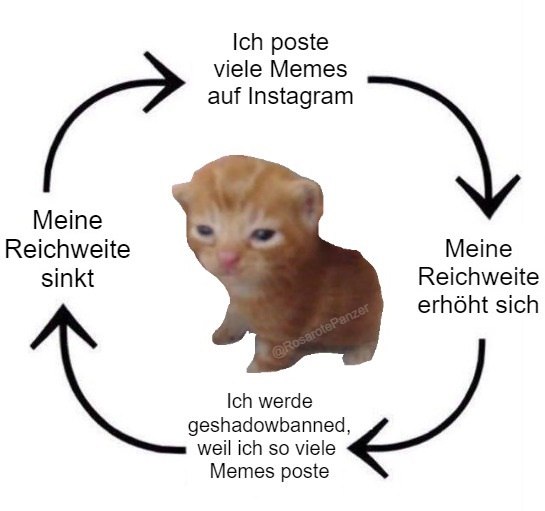 Ich poste
viele Memes
auf Instagram
Meine
Reichweite
erhöht sich
Ich werde
geshadowbanned,
weil ich so viele
Memes poste
Meine
Reichweite
sinkt
@RosarotePanzer